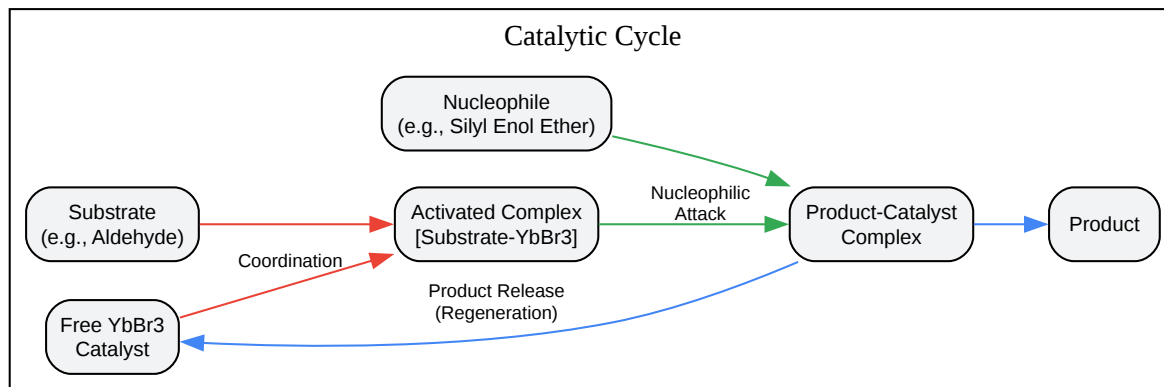 Catalytic Cycle
Nucleophile
(e.g., Silyl Enol Ether)
Substrate
(e.g., Aldehyde)
Activated Complex
[Substrate-YbBr3]
Nucleophilic
Attack
Product-Catalyst
Complex
Product
Coordination
Free YbBr3
Catalyst
Product Release
(Regeneration)